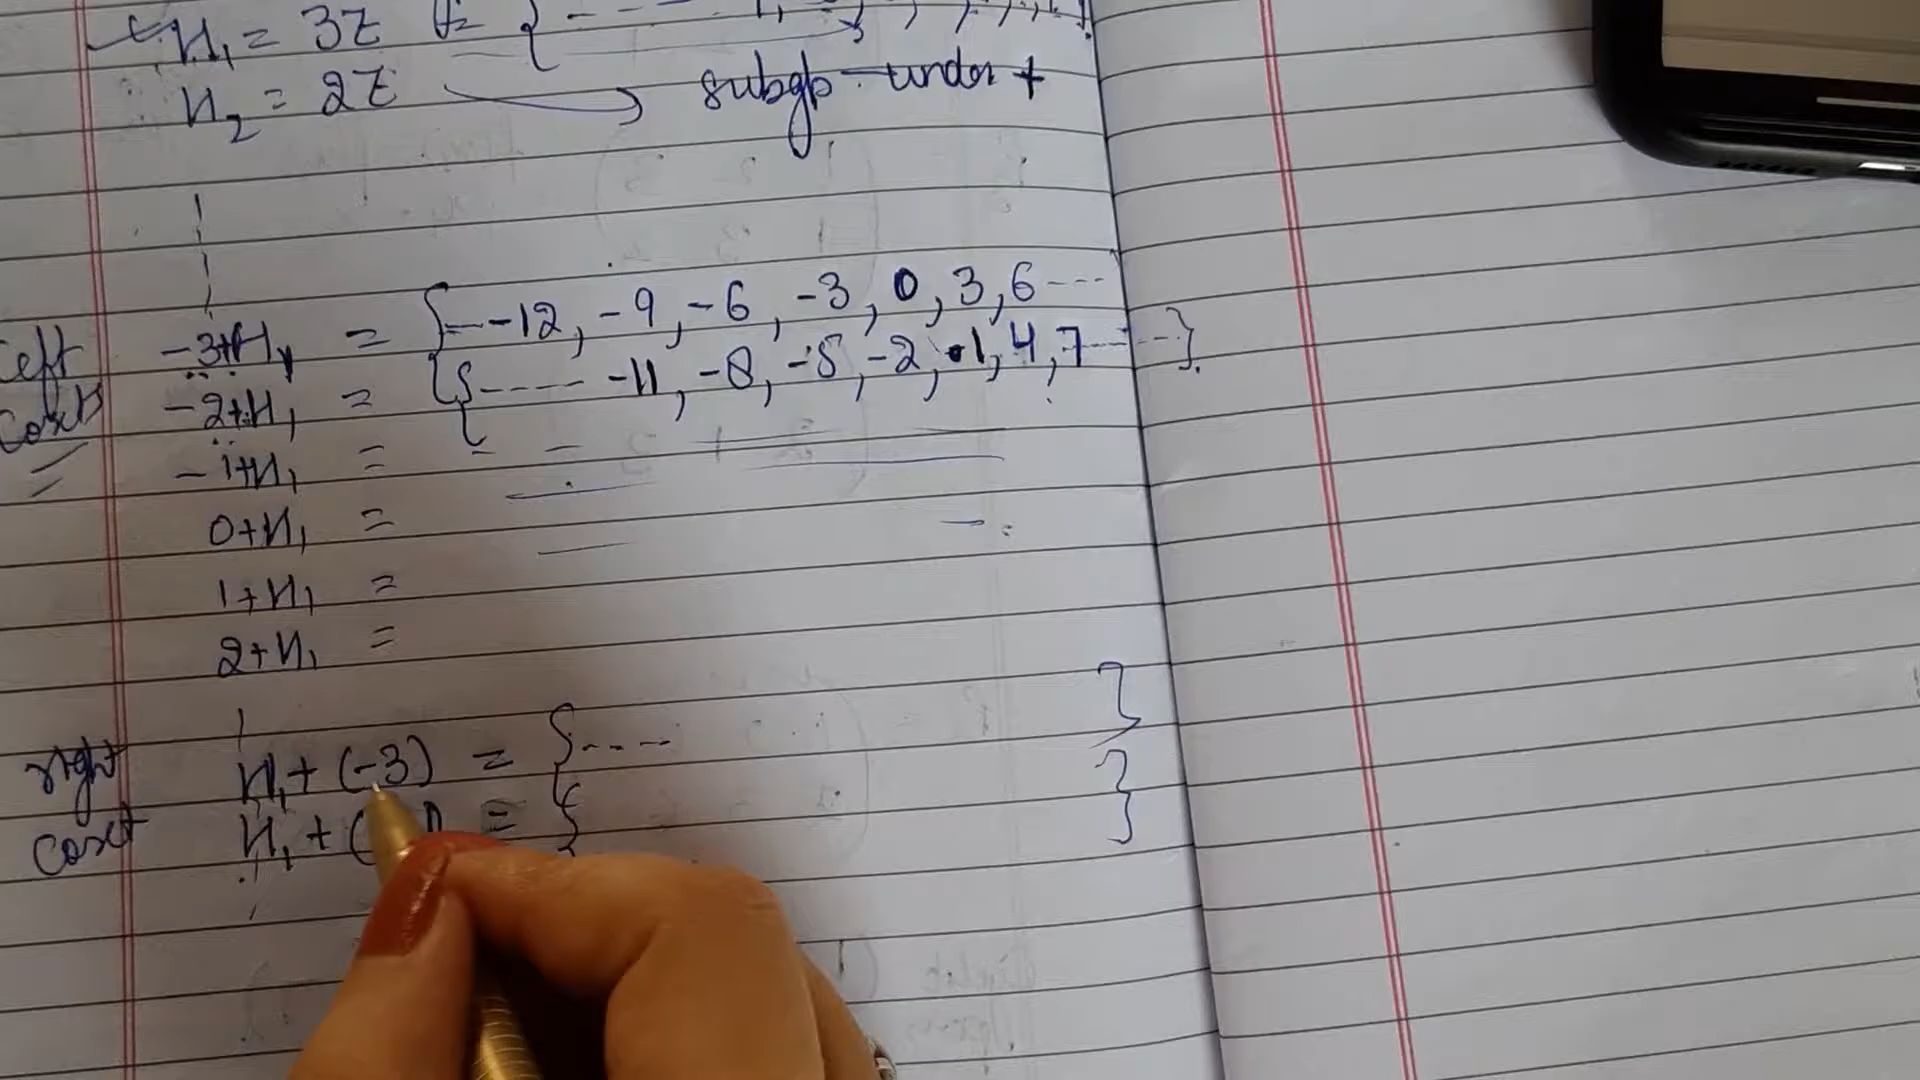 H₁ = 3Z = { - - -
H₂ = 2Z → subgp. under +
Left -3+H₁ = { --- -12, -9, -6, -3, 0, 3, 6 ---
Cosets -2+H₁ = { ---- -11, -8, -5, -2, 1, 4, 7 ---- }.
-1+H₁ =
0+H₁ =
1+H₁ =
2+H₁ =
right H₁ + (-3) = { ---- }
Coset H₁ + ( ) = { }